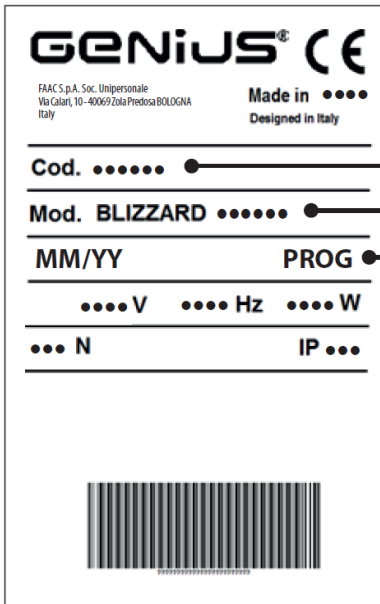 GENiUS® CE
FAAC S.p.A. Soc. Unipersonale
Via Calari, 10 - 40069 Zola Predosa BOLOGNA
Italy
Made in ••••
Designed in Italy
Cod. ••••••
Mod. BLIZZARD ••••••
MM/YY PROG
••••V ••••Hz ••••W
••• N IP •••